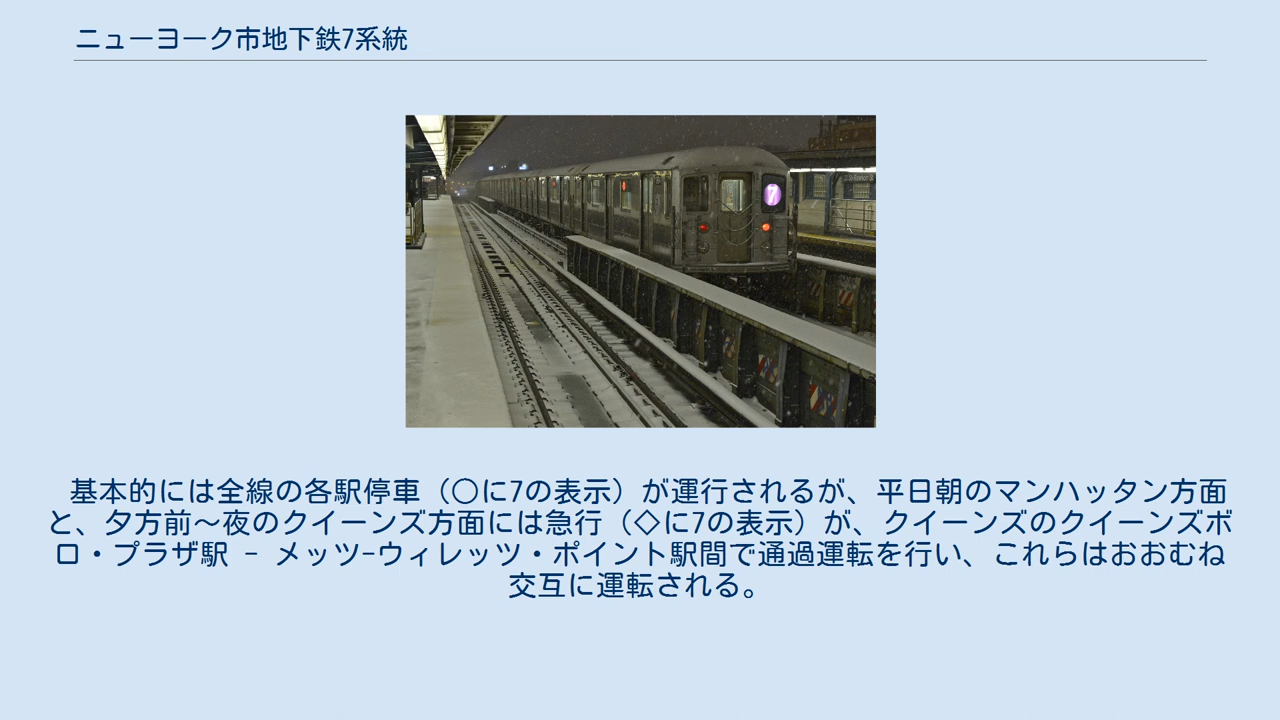 ニューヨーク市地下鉄7系統
7
基本的には全線の各駅停車（〇に7の表示）が運行されるが、平日朝のマンハッタン方面
と、夕方前～夜のクイーンズ方面には急行（◇に7の表示）が、クイーンズのクイーンズボ
ロ・プラザ駅 - メッツ-ウィレッツ・ポイント駅間で通過運転を行い、これらはおおむね
交互に運転される。